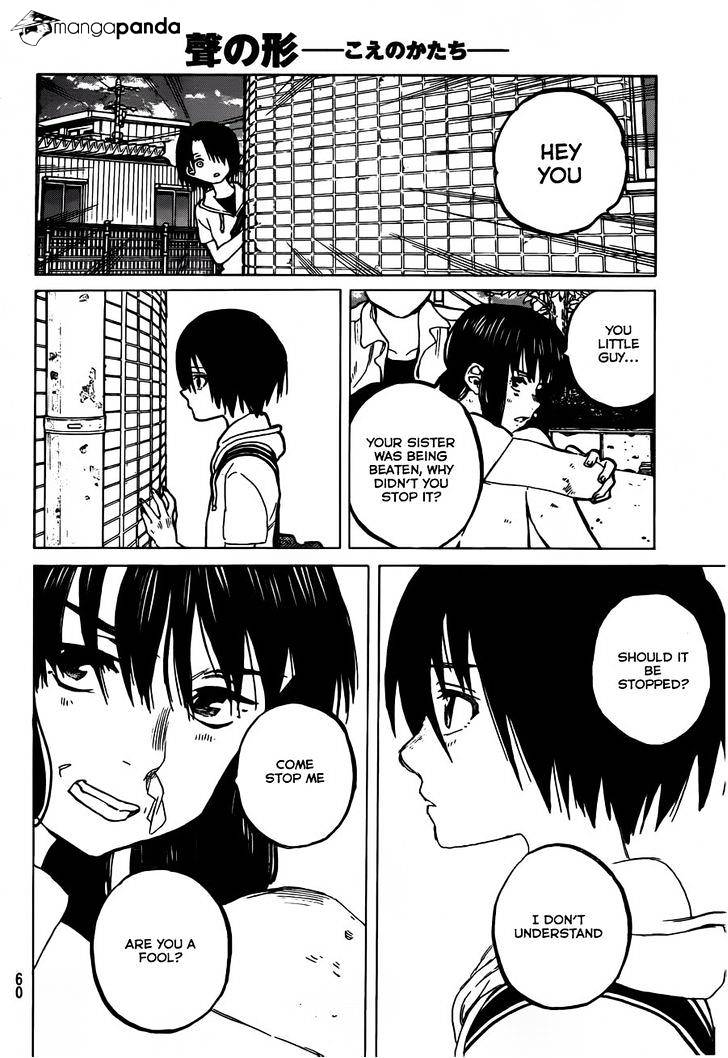 mangapanda
聲の形——こえのかたち——
HEY
YOU
YOU
LITTLE
GUY...
YOUR SISTER
WAS BEING
BEATEN, WHY
DIDN'T YOU
STOP IT?
SHOULD IT
BE
STOPPED?
I DON'T
UNDERSTAND
COME
STOP ME
ARE YOU A
FOOL?
60